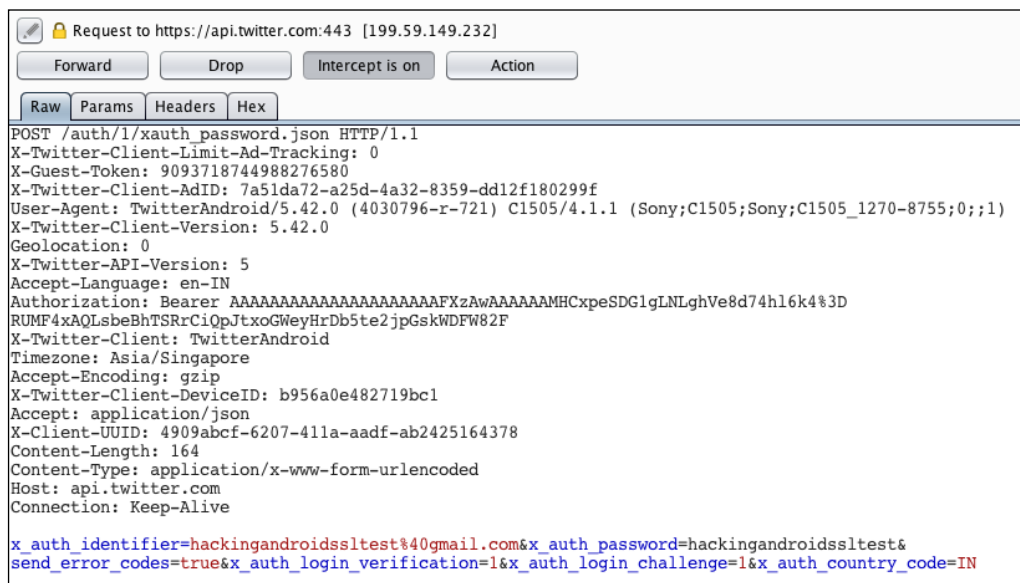 Request to https://api.twitter.com:443 [199.59.149.232]
Forward Drop Intercept is on Action
Raw Params Headers Hex
POST /auth/1/xauth_password.json HTTP/1.1
X-Twitter-Client-Limit-Ad-Tracking: 0
X-Guest-Token: 9093718744988276580
X-Twitter-Client-AdID: 7a51da72-a25d-4a32-8359-dd12f180299f
User-Agent: TwitterAndroid/5.42.0 (4030796-r-721) C1505/4.1.1 (Sony;C1505;Sony;C1505_1270-8755;0;;1)
X-Twitter-Client-Version: 5.42.0
Geolocation: 0
X-Twitter-API-Version: 5
Accept-Language: en-IN
Authorization: Bearer AAAAAAAAAAAAAAAAAAAAAFXzAwAAAAAAMHCxpeSDG1gLNLghVe8d74hl6k4%3D
RUMF4xAQLsbeBhTSRrCiQpJtxoGWeyHrDb5te2jpGskWDFW82F
X-Twitter-Client: TwitterAndroid
Timezone: Asia/Singapore
Accept-Encoding: gzip
X-Twitter-Client-DeviceID: b956a0e482719bc1
Accept: application/json
X-Client-UUID: 4909abcf-6207-411a-aadf-ab2425164378
Content-Length: 164
Content-Type: application/x-www-form-urlencoded
Host: api.twitter.com
Connection: Keep-Alive
x_auth_identifier=hackingandroidssltest%40gmail.com&x_auth_password=hackingandroidssltest&
send_error_codes=true&x_auth_login_verification=1&x_auth_login_challenge=1&x_auth_country_code=IN